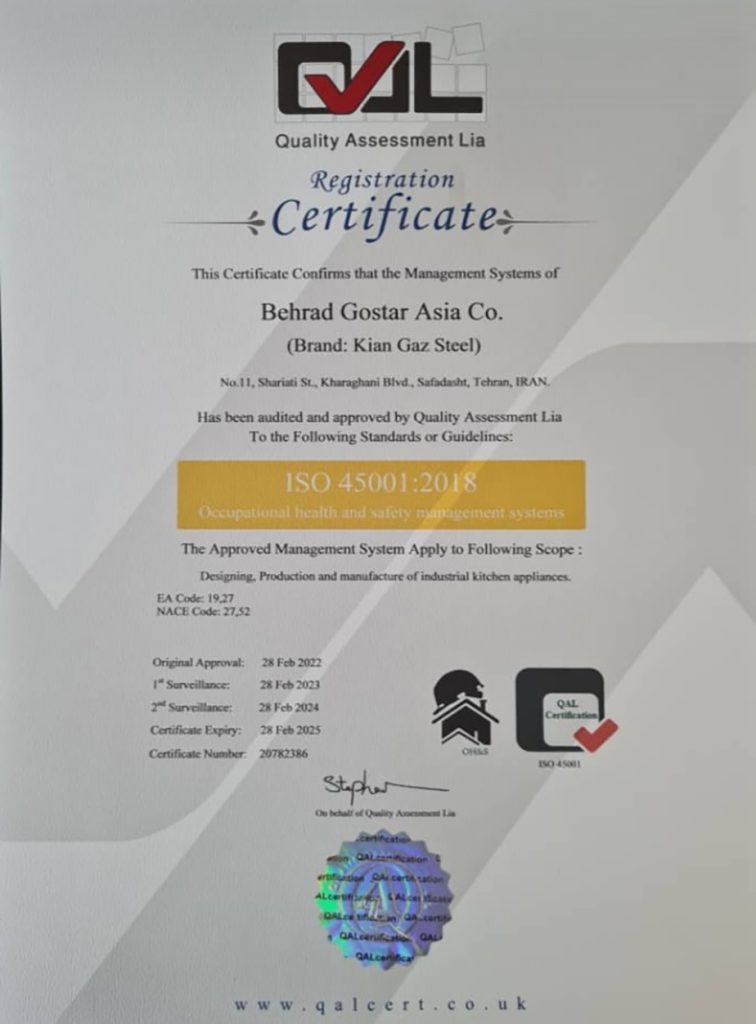 QAL
Quality Assessment Lia
Registration
Certificate
This Certificate Confirms that the Management Systems of
Behrad Gostar Asia Co.
(Brand: Kian Gaz Steel)
No.11, Shariati St., Kharaghani Blvd., Safadasht, Tehran, IRAN.
Has been audited and approved by Quality Assessment Lia
To the Following Standards or Guidelines:
ISO 45001:2018
Occupational health and safety management systems
The Approved Management System Apply to Following Scope :
Designing, Production and manufacture of industrial kitchen appliances.
EA Code: 19,27
NACE Code: 27,52
Original Approval: 28 Feb 2022
1st Surveillance: 28 Feb 2023
2nd Surveillance: 28 Feb 2024
Certificate Expiry: 28 Feb 2025
Certificate Number: 20782386
OH&S
QAL
Certification
ISO 45001
Stephen
On behalf of Quality Assessment Lia
certification
QALcertification
QALcertification
QALcertification
www.qalcert.co.uk